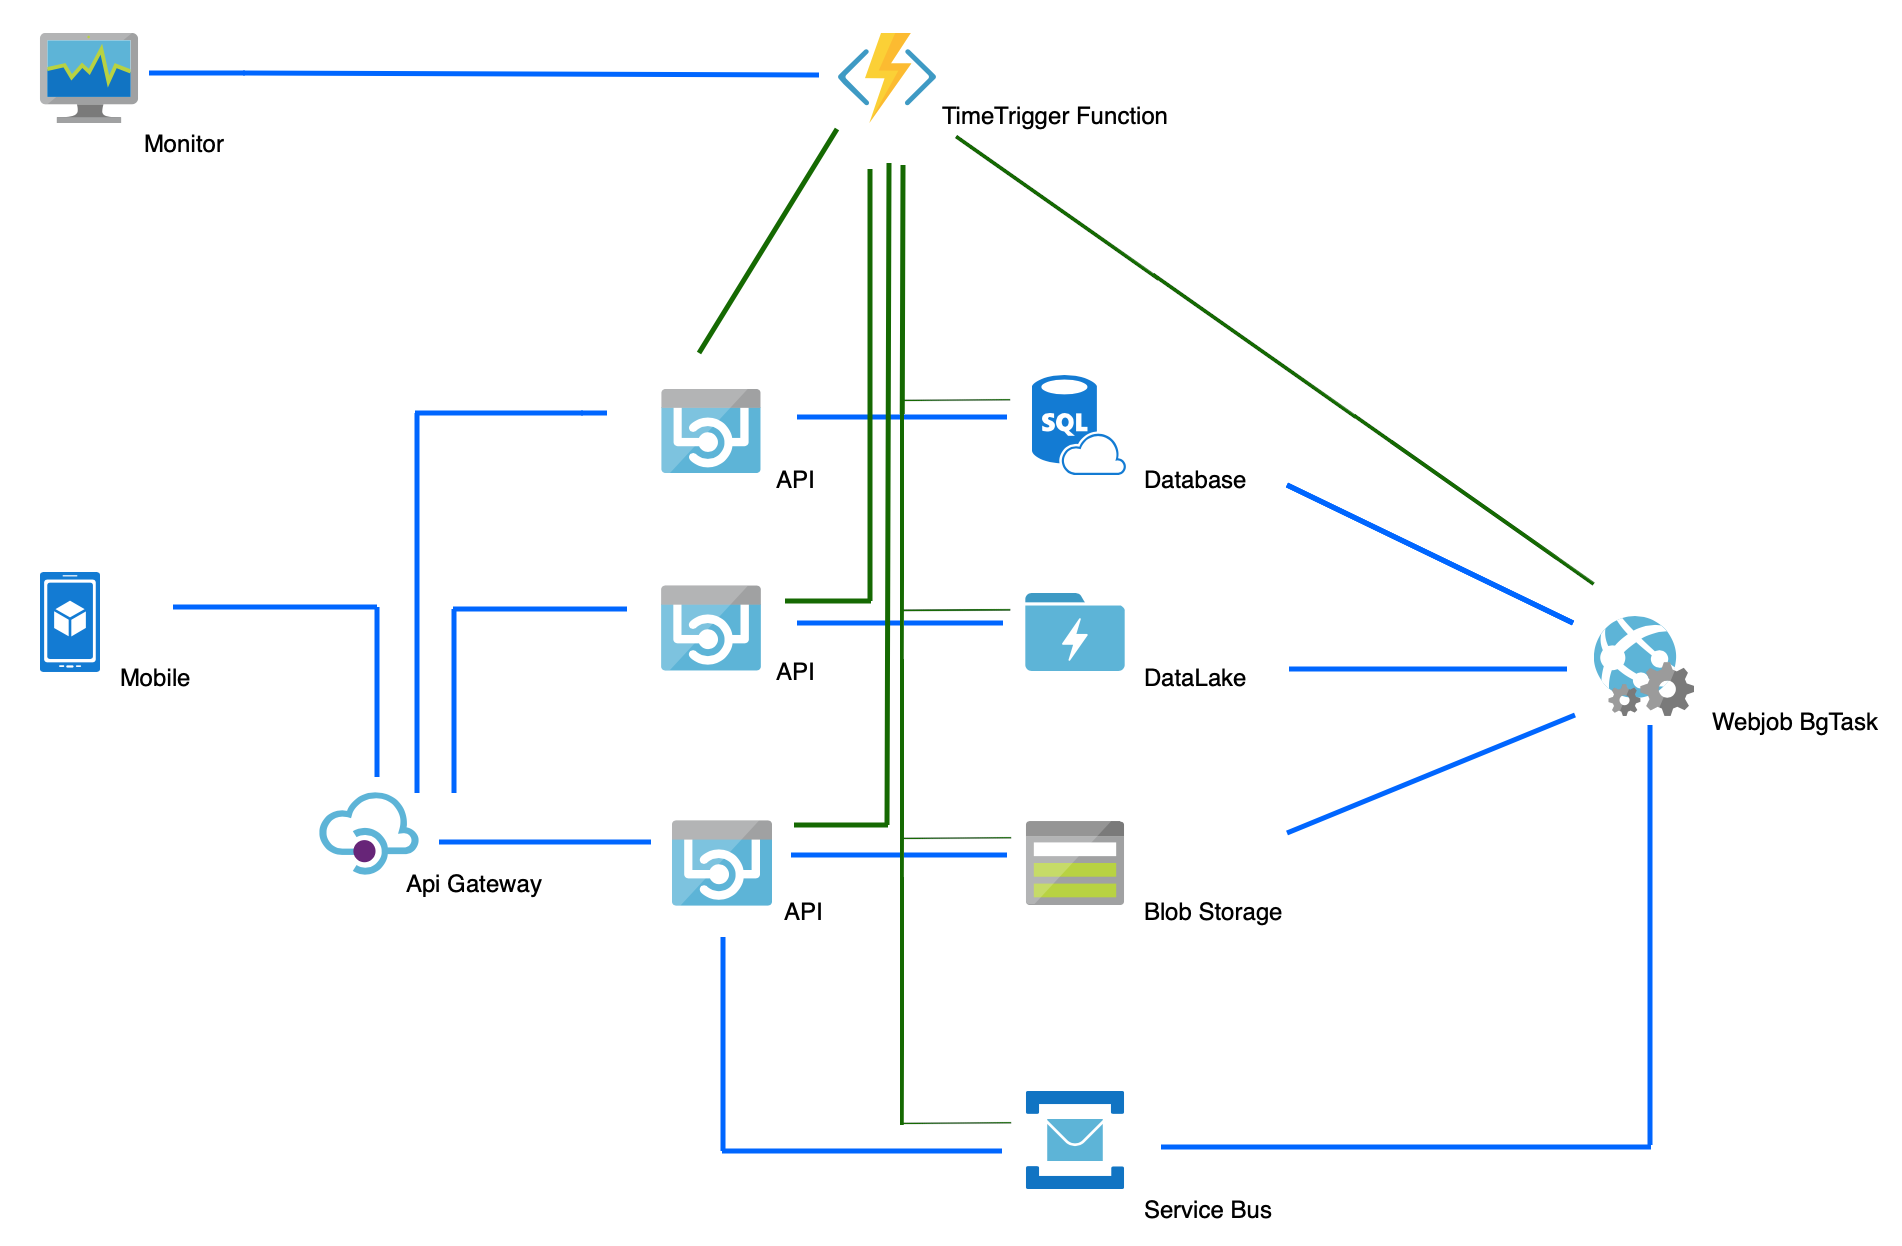 TimeTrigger Function
Monitor
API
SQL
Database
Mobile
API
DataLake
Webjob BgTask
Api Gateway
API
Blob Storage
Service Bus